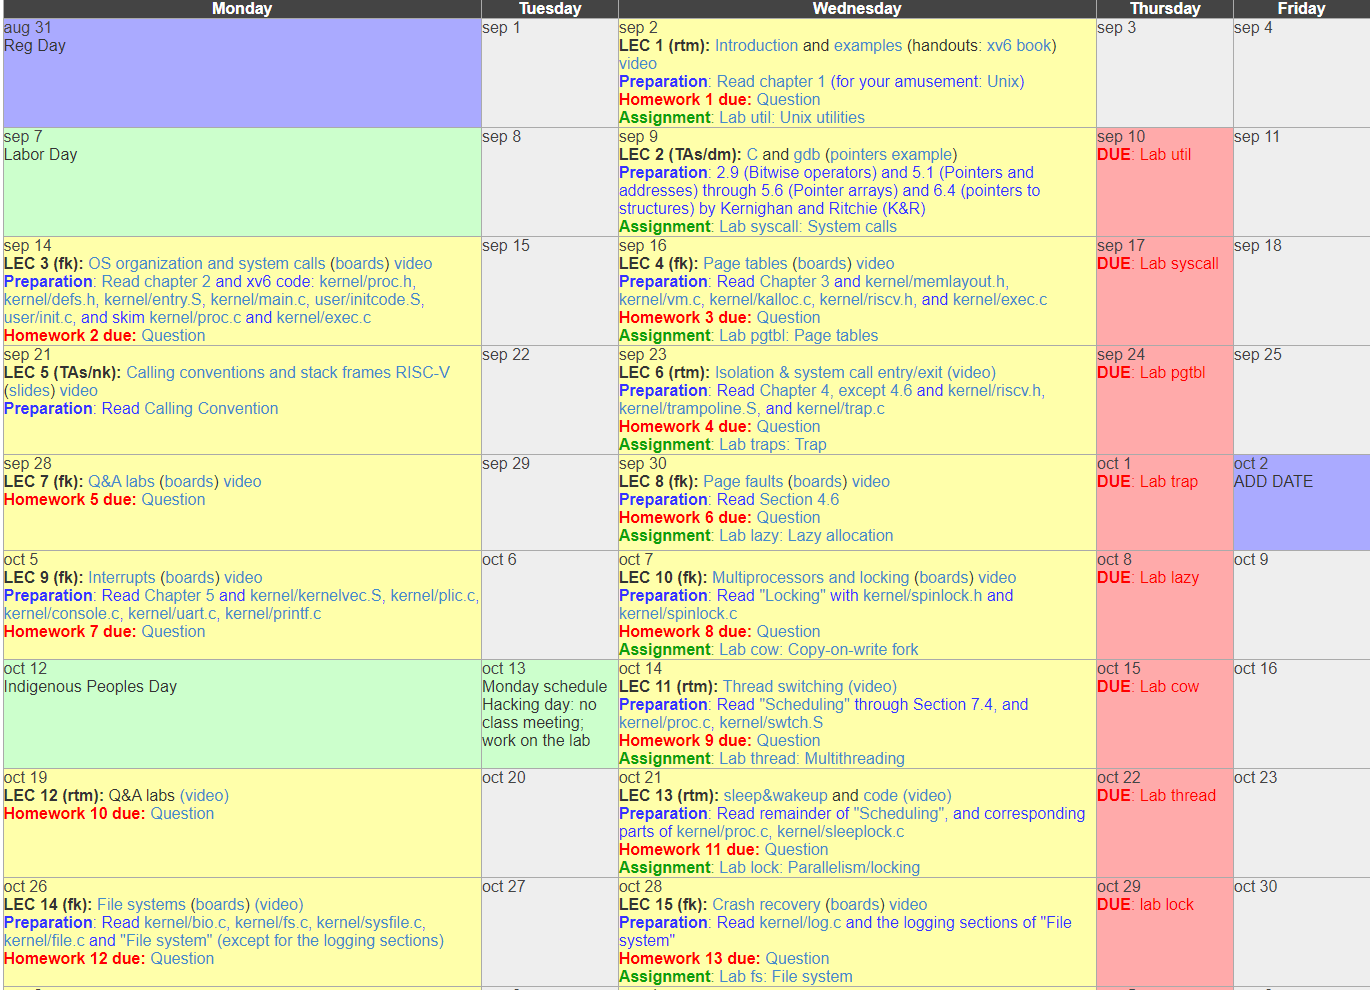 Monday Tuesday Wednesday Thursday Friday
aug 31
Reg Day
sep 1
sep 2
LEC 1 (rtm): Introduction and examples (handouts: xv6 book)
video
Preparation: Read chapter 1 (for your amusement: Unix)
Homework 1 due: Question
Assignment: Lab util: Unix utilities
sep 3
sep 4
sep 7
Labor Day
sep 8
sep 9
LEC 2 (TAs/dm): C and gdb (pointers example)
Preparation: 2.9 (Bitwise operators) and 5.1 (Pointers and
addresses) through 5.6 (Pointer arrays) and 6.4 (pointers to
structures) by Kernighan and Ritchie (K&R)
Assignment: Lab syscall: System calls
sep 10
DUE: Lab util
sep 11
sep 14
LEC 3 (fk): OS organization and system calls (boards) video
Preparation: Read chapter 2 and xv6 code: kernel/proc.h,
kernel/defs.h, kernel/entry.S, kernel/main.c, user/initcode.S,
user/init.c, and skim kernel/proc.c and kernel/exec.c
Homework 2 due: Question
sep 15
sep 16
LEC 4 (fk): Page tables (boards) video
Preparation: Read Chapter 3 and kernel/memlayout.h,
kernel/vm.c, kernel/kalloc.c, kernel/riscv.h, and kernel/exec.c
Homework 3 due: Question
Assignment: Lab pgtbl: Page tables
sep 17
DUE: Lab syscall
sep 18
sep 21
LEC 5 (TAs/nk): Calling conventions and stack frames RISC-V
(slides) video
Preparation: Read Calling Convention
sep 22
sep 23
LEC 6 (rtm): Isolation & system call entry/exit (video)
Preparation: Read Chapter 4, except 4.6 and kernel/riscv.h,
kernel/trampoline.S, and kernel/trap.c
Homework 4 due: Question
Assignment: Lab traps: Trap
sep 24
DUE: Lab pgtbl
sep 25
sep 28
LEC 7 (fk): Q&A labs (boards) video
Homework 5 due: Question
sep 29
sep 30
LEC 8 (fk): Page faults (boards) video
Preparation: Read Section 4.6
Homework 6 due: Question
Assignment: Lab lazy: Lazy allocation
oct 1
DUE: Lab trap
oct 2
ADD DATE
oct 5
LEC 9 (fk): Interrupts (boards) video
Preparation: Read Chapter 5 and kernel/kernelvec.S, kernel/plic.c,
kernel/console.c, kernel/uart.c, kernel/printf.c
Homework 7 due: Question
oct 6
oct 7
LEC 10 (fk): Multiprocessors and locking (boards) video
Preparation: Read "Locking" with kernel/spinlock.h and
kernel/spinlock.c
Homework 8 due: Question
Assignment: Lab cow: Copy-on-write fork
oct 8
DUE: Lab lazy
oct 9
oct 12
Indigenous Peoples Day
oct 13
Monday schedule
Hacking day: no
class meeting;
work on the lab
oct 14
LEC 11 (rtm): Thread switching (video)
Preparation: Read "Scheduling" through Section 7.4, and
kernel/proc.c, kernel/swtch.S
Homework 9 due: Question
Assignment: Lab thread: Multithreading
oct 15
DUE: Lab cow
oct 16
oct 19
LEC 12 (rtm): Q&A labs (video)
Homework 10 due: Question
oct 20
oct 21
LEC 13 (rtm): sleep&wakeup and code (video)
Preparation: Read remainder of "Scheduling", and corresponding
parts of kernel/proc.c, kernel/sleeplock.c
Homework 11 due: Question
Assignment: Lab lock: Parallelism/locking
oct 22
DUE: Lab thread
oct 23
oct 26
LEC 14 (fk): File systems (boards) (video)
Preparation: Read kernel/bio.c, kernel/fs.c, kernel/sysfile.c,
kernel/file.c and "File system" (except for the logging sections)
Homework 12 due: Question
oct 27
oct 28
LEC 15 (fk): Crash recovery (boards) video
Preparation: Read kernel/log.c and the logging sections of "File
system"
Homework 13 due: Question
Assignment: Lab fs: File system
oct 29
DUE: lab lock
oct 30